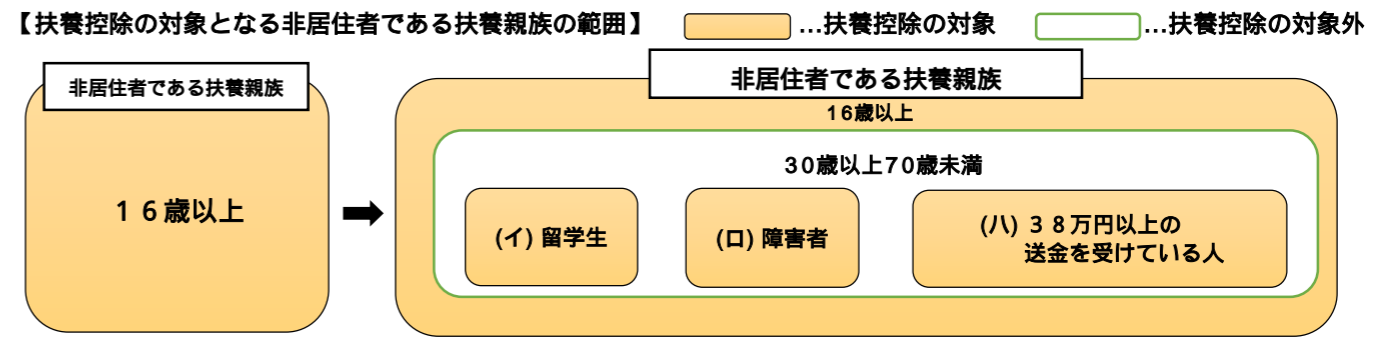 【扶養控除の対象となる非居住者である扶養親族の範囲】 …扶養控除の対象 …扶養控除の対象外
非居住者である扶養親族
16歳以上
非居住者である扶養親族
16歳以上
30歳以上70歳未満
(イ) 留学生
(ロ) 障害者
(ハ) 38万円以上の
送金を受けている人